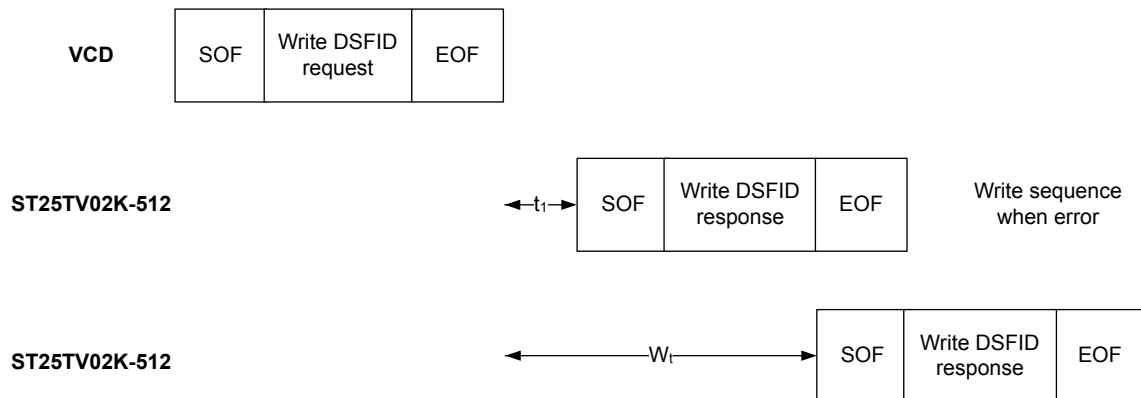 VCD
SOF
Write DSFID
request
EOF
ST25TV02K-512
t₁
SOF
Write DSFID
response
EOF
Write sequence
when error
ST25TV02K-512
Wₜ
SOF
Write DSFID
response
EOF